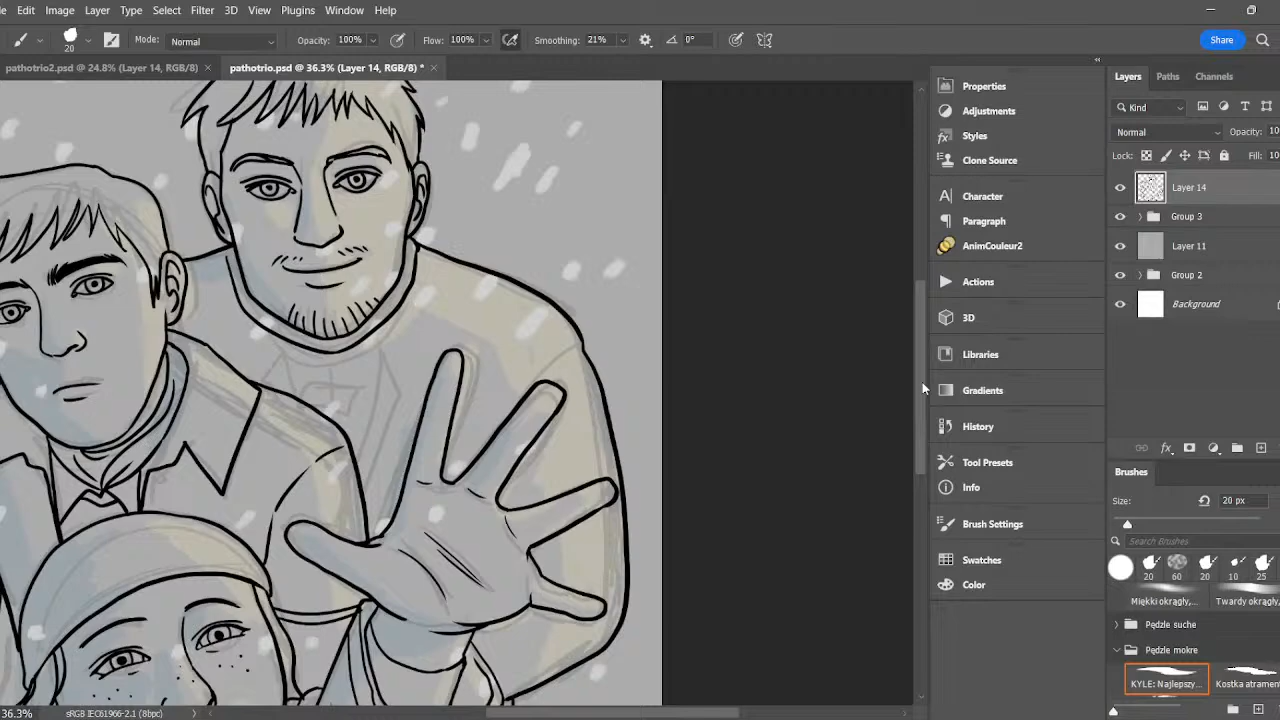 Edit Image Layer Type Select Filter 3D View Plugins Window Help
20 Mode: Normal Opacity: 100% Flow: 100% Smoothing: 21% 0° Share
pathotrio2.psd @ 24.8% (Layer 14, RGB/8) × pathotrio.psd @ 36.3% (Layer 14, RGB/8) * ×
Properties
Adjustments
Styles
Clone Source
Character
Paragraph
AnimCouleur2
Actions
3D
Libraries
Gradients
History
Tool Presets
Info
Brush Settings
Swatches
Color
Layers Paths Channels
Kind
Normal Opacity: 10
Lock: Fill: 10
Layer 14
Group 3
Layer 11
Group 2
Background
fx
Brushes
Size: 20 px
Search Brushes
20 60 20 10 25
Miękki okrągły,... Twardy okrągły,
Pędzle suche
Pędzle mokre
KYLE: Najlepszy... Kostka atrament
36.3% sRGB IEC61966-2.1 (8bpc)